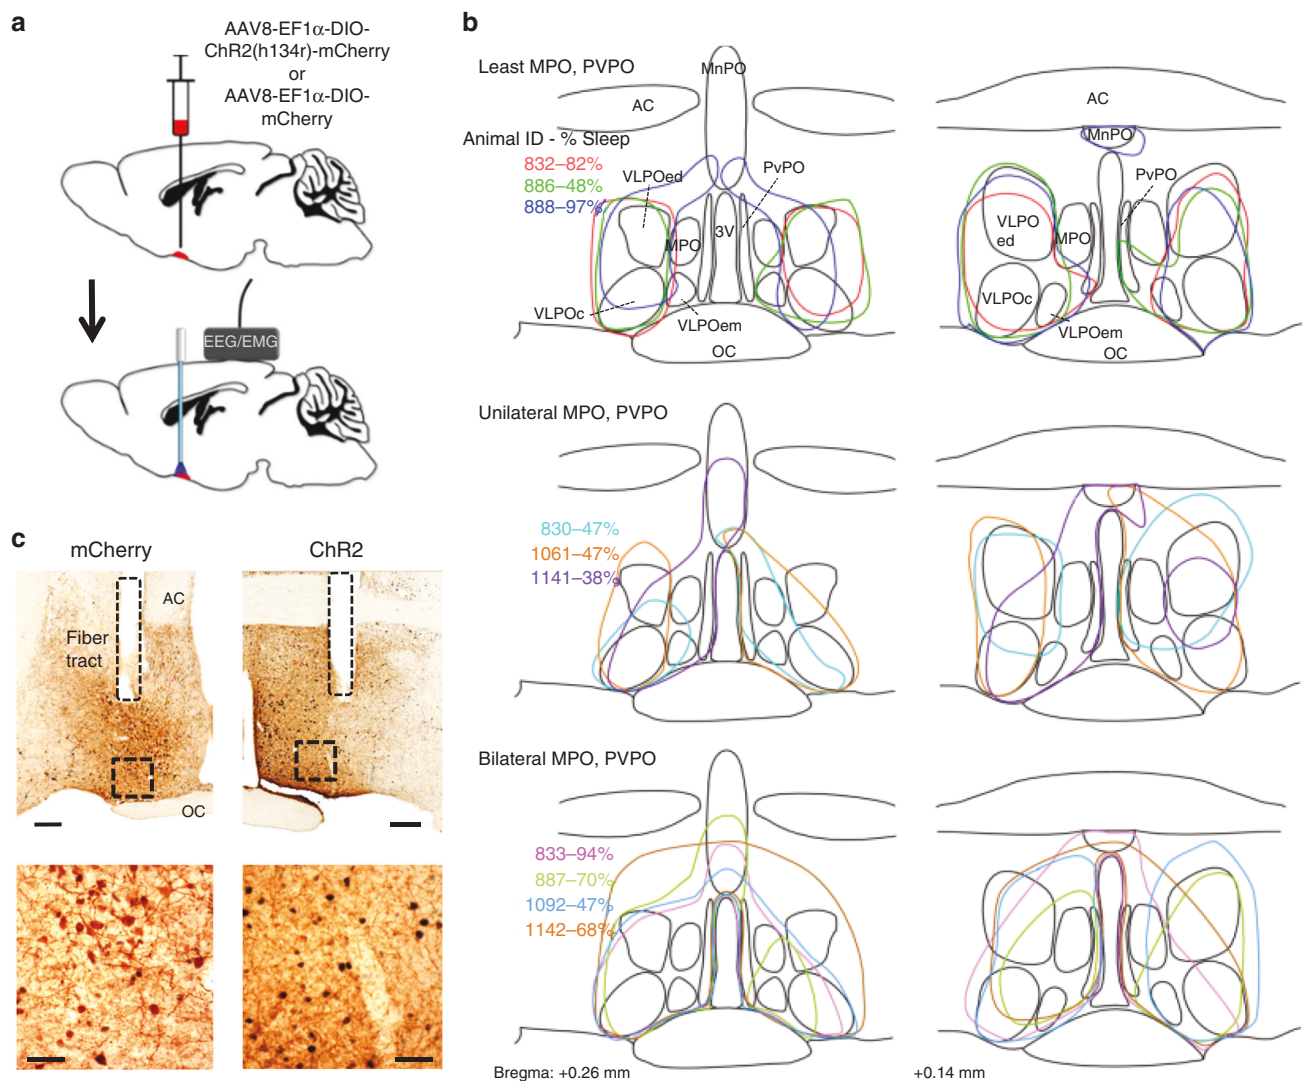 a
AAV8-EF1α-DIO-
ChR2(h134r)-mCherry
or
AAV8-EF1α-DIO-
mCherry
EEG/EMG
b
Least MPO, PVPO
MnPO
AC
Animal ID - % Sleep
832–82%
886–48%
888–97%
VLPOed
PvPO
3V
MPO
VLPOc
VLPOem
OC
AC
MnPO
PvPO
VLPO
ed
MPO
VLPOc
VLPOem
OC
Unilateral MPO, PVPO
830–47%
1061–47%
1141–38%
Bilateral MPO, PVPO
833–94%
887–70%
1092–47%
1142–68%
Bregma: +0.26 mm
+0.14 mm
c
mCherry
ChR2
AC
Fiber
tract
OC